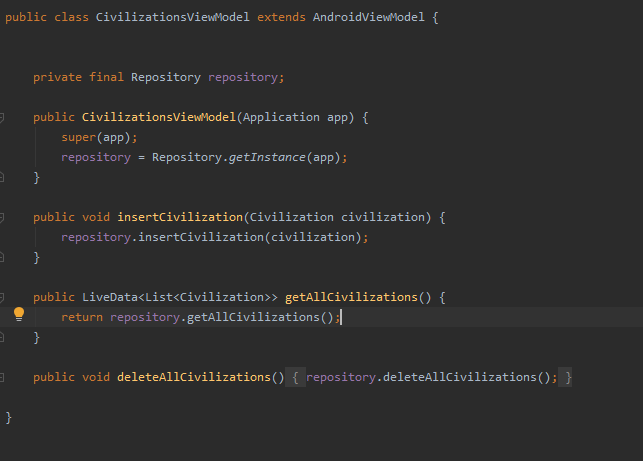 public class CivilizationsViewModel extends AndroidViewModel {
private final Repository repository;
public CivilizationsViewModel(Application app) {
super(app);
repository = Repository.getInstance(app);
}
public void insertCivilization(Civilization civilization) {
repository.insertCivilization(civilization);
}
public LiveData<List<Civilization>> getAllCivilizations() {
return repository.getAllCivilizations();
}
public void deleteAllCivilizations() { repository.deleteAllCivilizations(); }
}